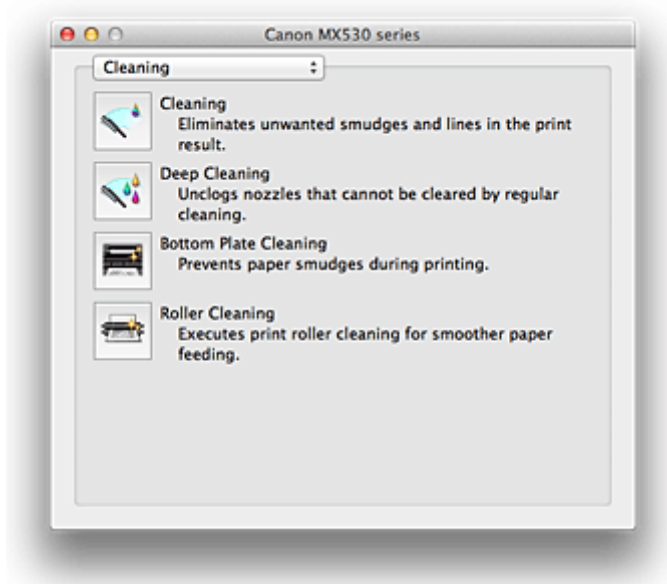 Canon MX530 series
Cleaning
Cleaning
Eliminates unwanted smudges and lines in the print
result.
Deep Cleaning
Unclogs nozzles that cannot be cleared by regular
cleaning.
Bottom Plate Cleaning
Prevents paper smudges during printing.
Roller Cleaning
Executes print roller cleaning for smoother paper
feeding.